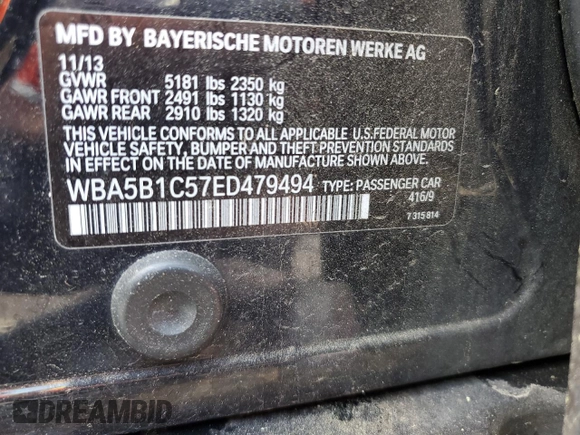 MFD BY BAYERISCHE MOTOREN WERKE AG
11/13
GVWR 5181 lbs 2350 kg
GAWR FRONT 2491 lbs 1130 kg
GAWR REAR 2910 lbs 1320 kg
THIS VEHICLE CONFORMS TO ALL APPLICABLE U.S.FEDERAL MOTOR
VEHICLE SAFETY, BUMPER AND THEFT PREVENTION STANDARDS
IN EFFECT ON THE DATE OF MANUFACTURE SHOWN ABOVE.
WBA5B1C57ED479494 TYPE: PASSENGER CAR
416/9
7 315 814
DREAMBID